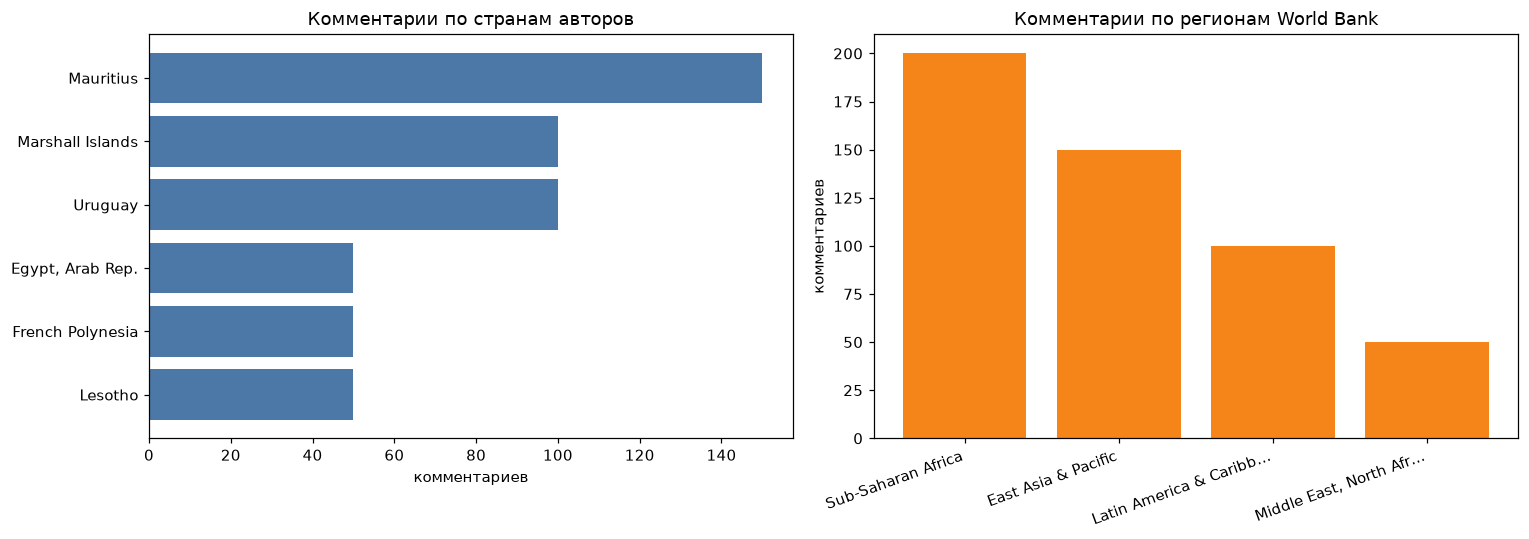 Комментарии по странам авторов
Mauritius
Marshall Islands
Uruguay
Egypt, Arab Rep.
French Polynesia
Lesotho
0 20 40 60 80 100 120 140
комментариев
Комментарии по регионам World Bank
комментариев
200
175
150
125
100
75
50
25
0
Sub-Saharan Africa
East Asia & Pacific
Latin America & Caribb...
Middle East, North Afr...